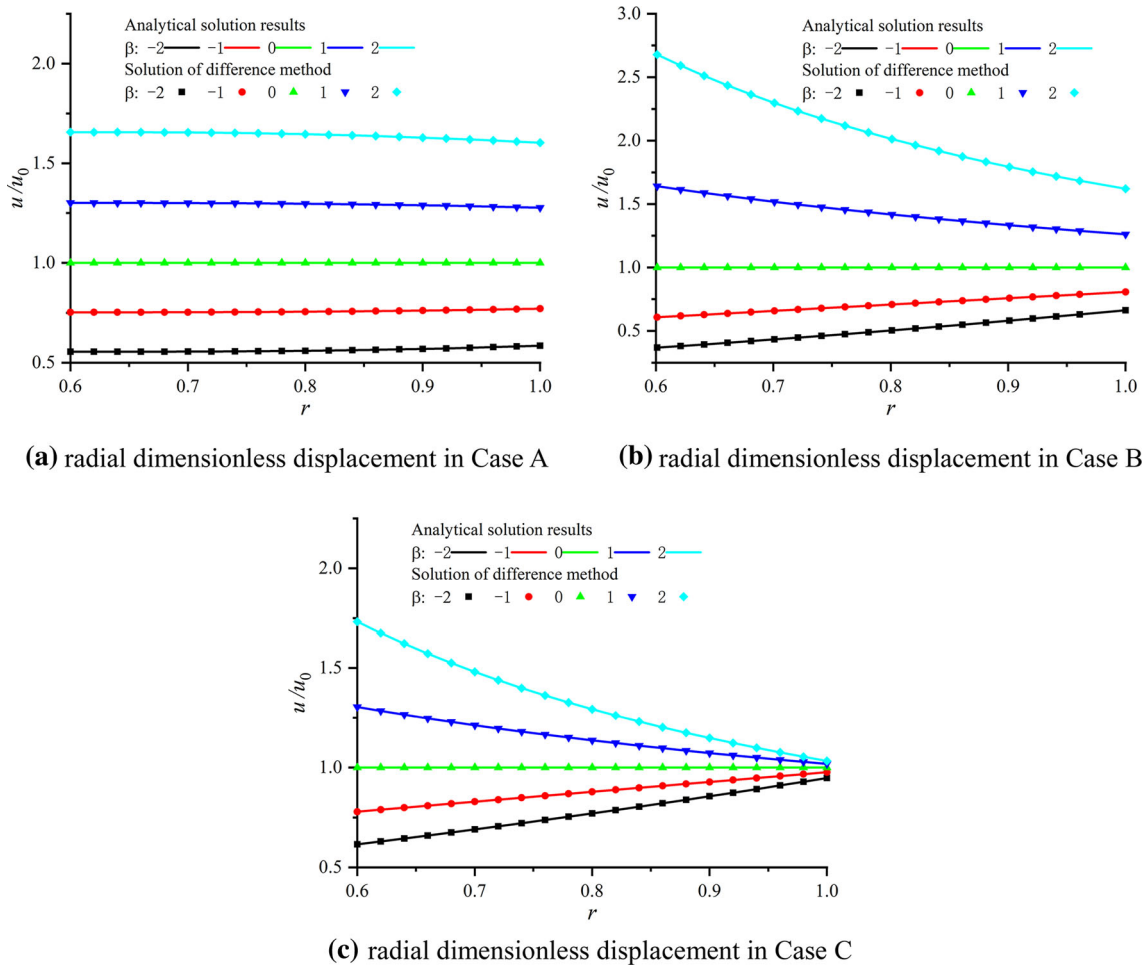 Analytical solution results
β: -2 -1 0 1 2
Solution of difference method
β: -2 -1 0 1 2
2.0
1.5
1.0
0.5
u/u0
0.6 0.7 0.8 0.9 1.0
r
(a) radial dimensionless displacement in Case A
Analytical solution results
β: -2 -1 0 1 2
Solution of difference method
β: -2 -1 0 1 2
3.0
2.5
2.0
1.5
1.0
0.5
u/u0
0.6 0.7 0.8 0.9 1.0
r
(b) radial dimensionless displacement in Case B
Analytical solution results
β: -2 -1 0 1 2
Solution of difference method
β: -2 -1 0 1 2
2.0
1.5
1.0
0.5
u/u0
0.6 0.7 0.8 0.9 1.0
r
(c) radial dimensionless displacement in Case C